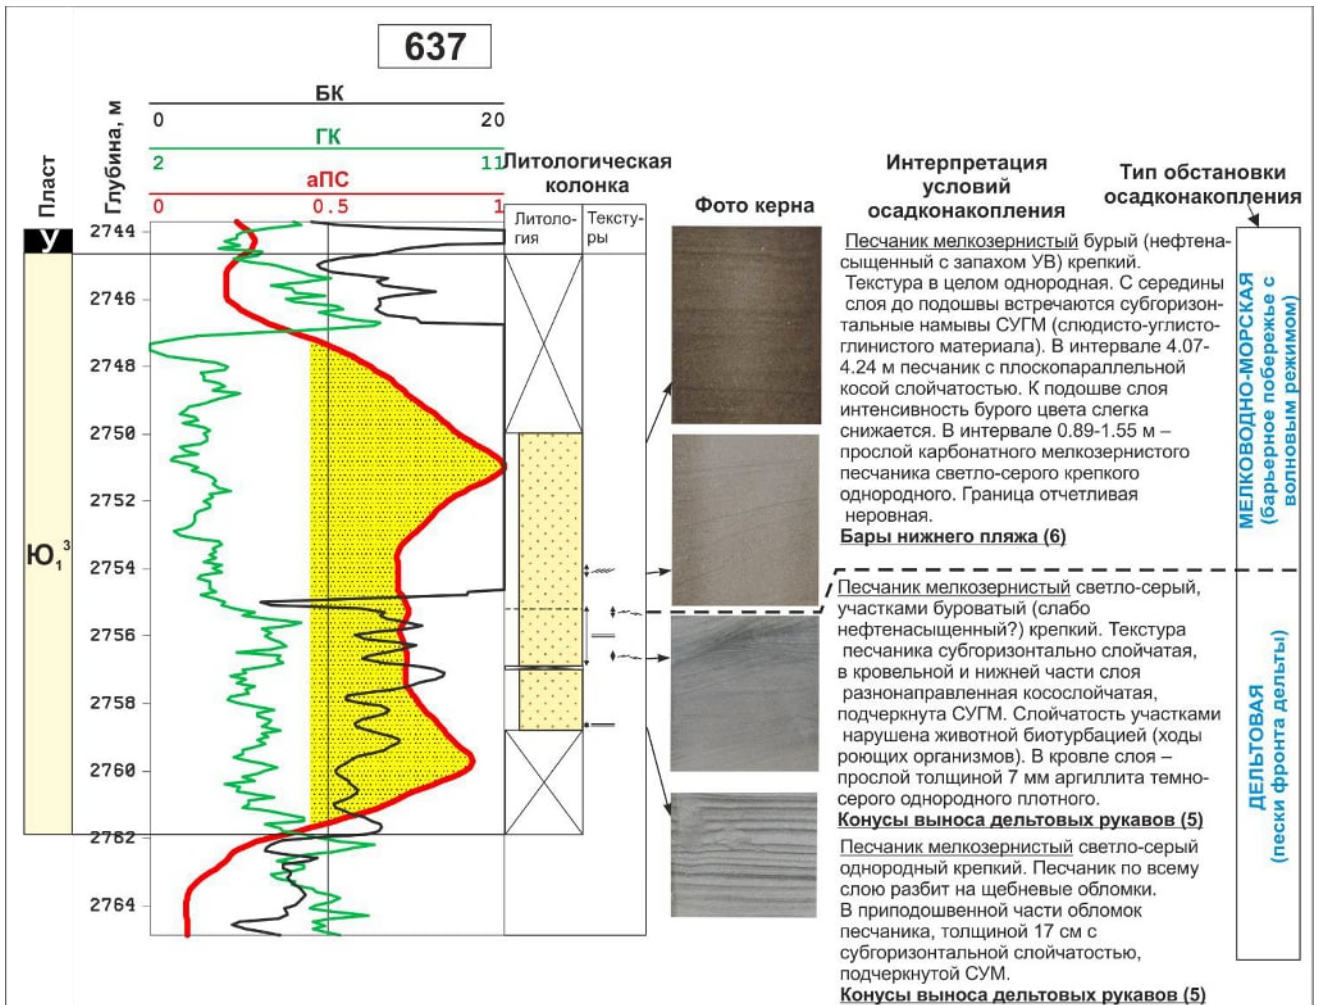 637
БК
0 20
ГК
2 11
аПС
0 0.5 1
Пласт
Глубина, м
Литологическая
колонка
Литоло-
гия
Тексту-
ры
Фото керна
Интерпретация
условий
осадконакопления
Тип обстановки
осадконакопления
У
Ю₁³
2744
2746
2748
2750
2752
2754
2756
2758
2760
2762
2764
Песчаник мелкозернистый бурый (нефтена-
сыщенный с запахом УВ) крепкий.
Текстура в целом однородная. С середины
слоя до подошвы встречаются субгоризон-
тальные намывы СУГМ (слюдисто-углисто-
глинистого материала). В интервале 4.07-
4.24 м песчаник с плоскопараллельной
косой слойчатостью. К подошве слоя
интенсивность бурого цвета слегка
снижается. В интервале 0.89-1.55 м –
прослой карбонатного мелкозернистого
песчаника светло-серого крепкого
однородного. Граница отчетливая
неровная.
Бары нижнего пляжа (6)
Песчаник мелкозернистый светло-серый,
участками буроватый (слабо
нефтенасыщенный?) крепкий. Текстура
песчаника субгоризонтально слойчатая,
в кровельной и нижней части слоя
разнонаправленная косослойчатая,
подчеркнута СУГМ. Слойчатость участками
нарушена животной биотурбацией (ходы
роющих организмов). В кровле слоя –
прослой толщиной 7 мм аргиллита темно-
серого однородного плотного.
Конусы выноса дельтовых рукавов (5)
Песчаник мелкозернистый светло-серый
однородный крепкий. Песчаник по всему
слою разбит на щебневые обломки.
В приподошвенной части обломок
песчаника, толщиной 17 см с
субгоризонтальной слойчатостью,
подчеркнутой СУМ.
Конусы выноса дельтовых рукавов (5)
МЕЛКОВОДНО-МОРСКАЯ
(барьерное побережье с
волновым режимом)
ДЕЛЬТОВАЯ
(пески фронта дельты)